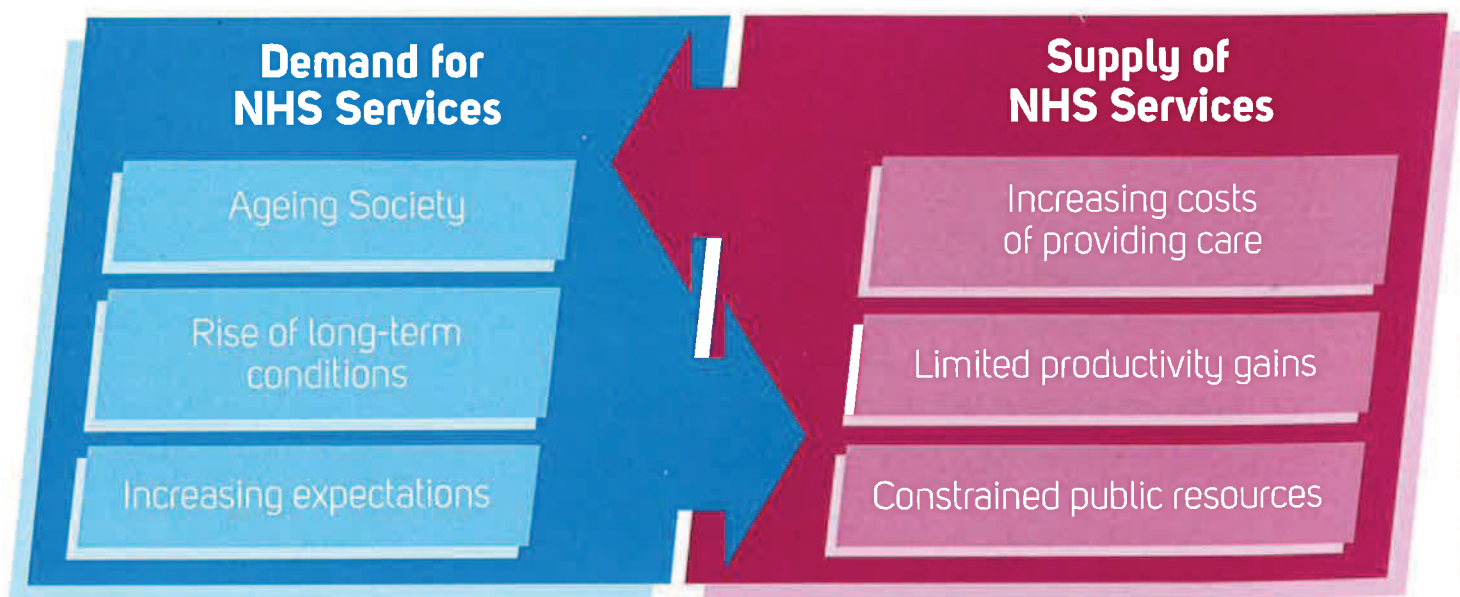 Demand for
NHS Services
Ageing Society
Rise of long-term
conditions
Increasing expectations
Supply of
NHS Services
Increasing costs
of providing care
Limited productivity gains
Constrained public resources